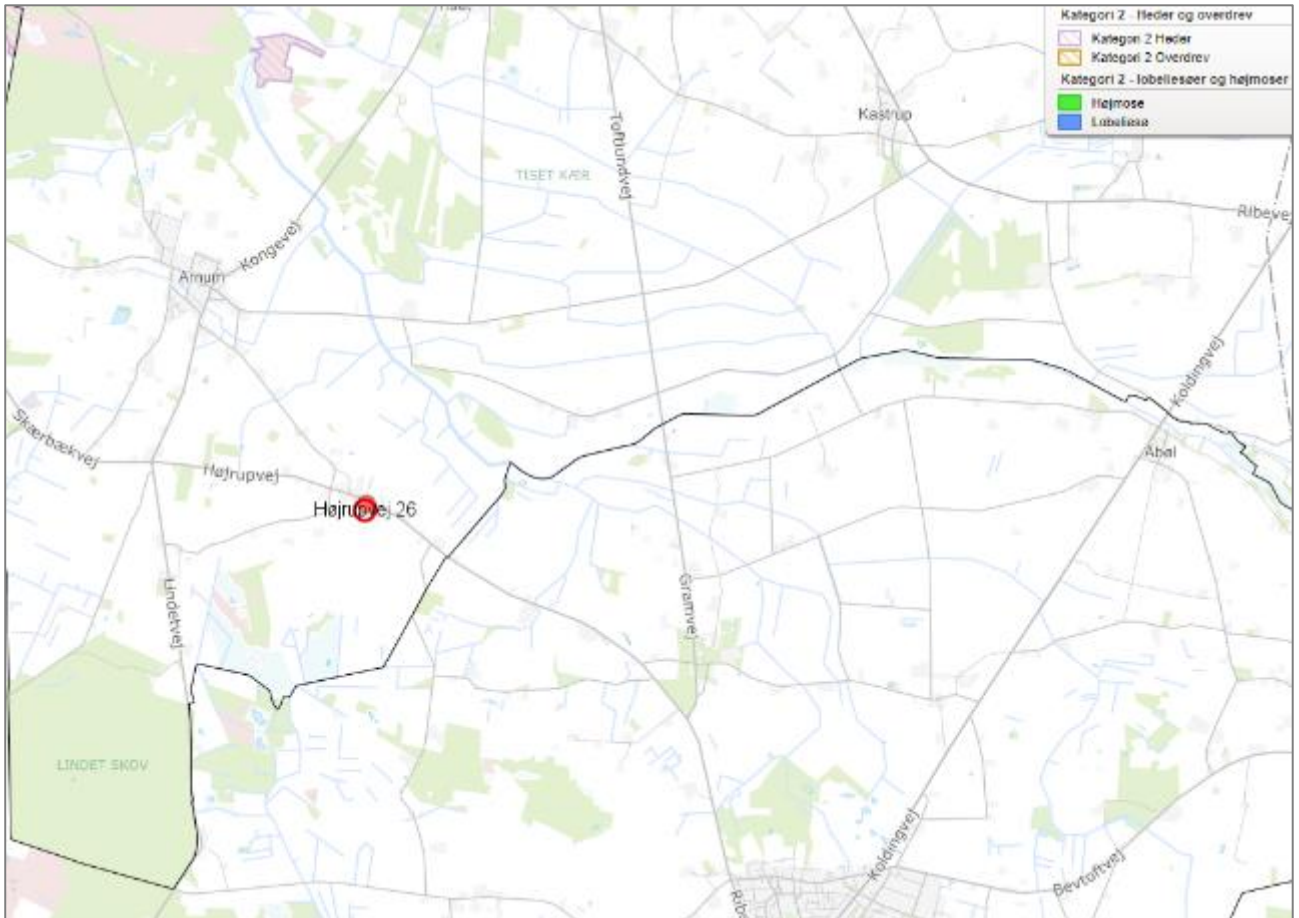 Kategori 2 - Heder og overdrev
Kategori 2 Heder
Kategori 2 Overdrev
Kategori 2 - lobeliesøer og højmoser
Højmose
Lobeliesø
Kastrup
Toftlundvej
TISET KÆR
Ribevej
Kongevej
Arnum
Koldingvej
Skærbækvej
Højrupvej
Abøl
Højrupvej 26
Lindetvej
Gramvej
LINDET SKOV
Koldingvej
Bevtoftvej